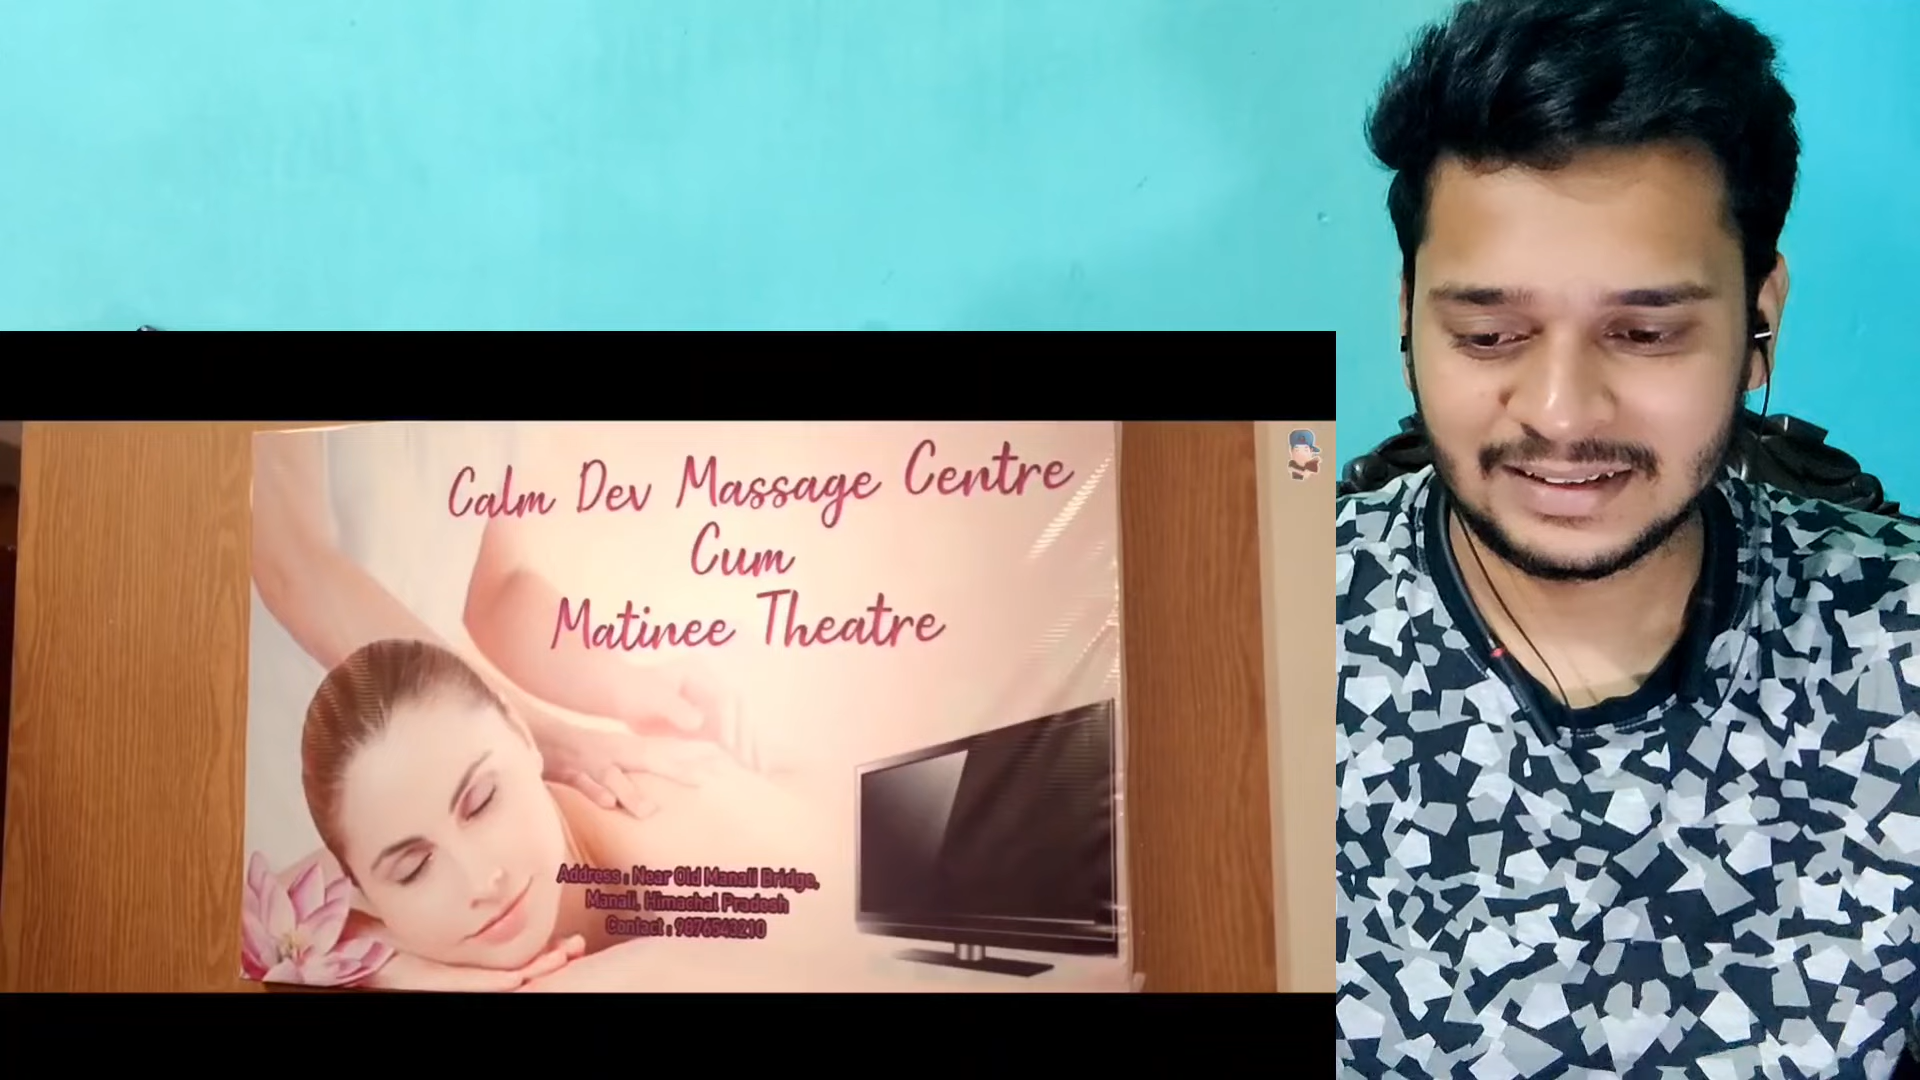 Calm Dev Massage Centre
Cum
Matinee Theatre
Address : Near Old Manali Bridge,
Manali, Himachal Pradesh
Contact : 9876543210